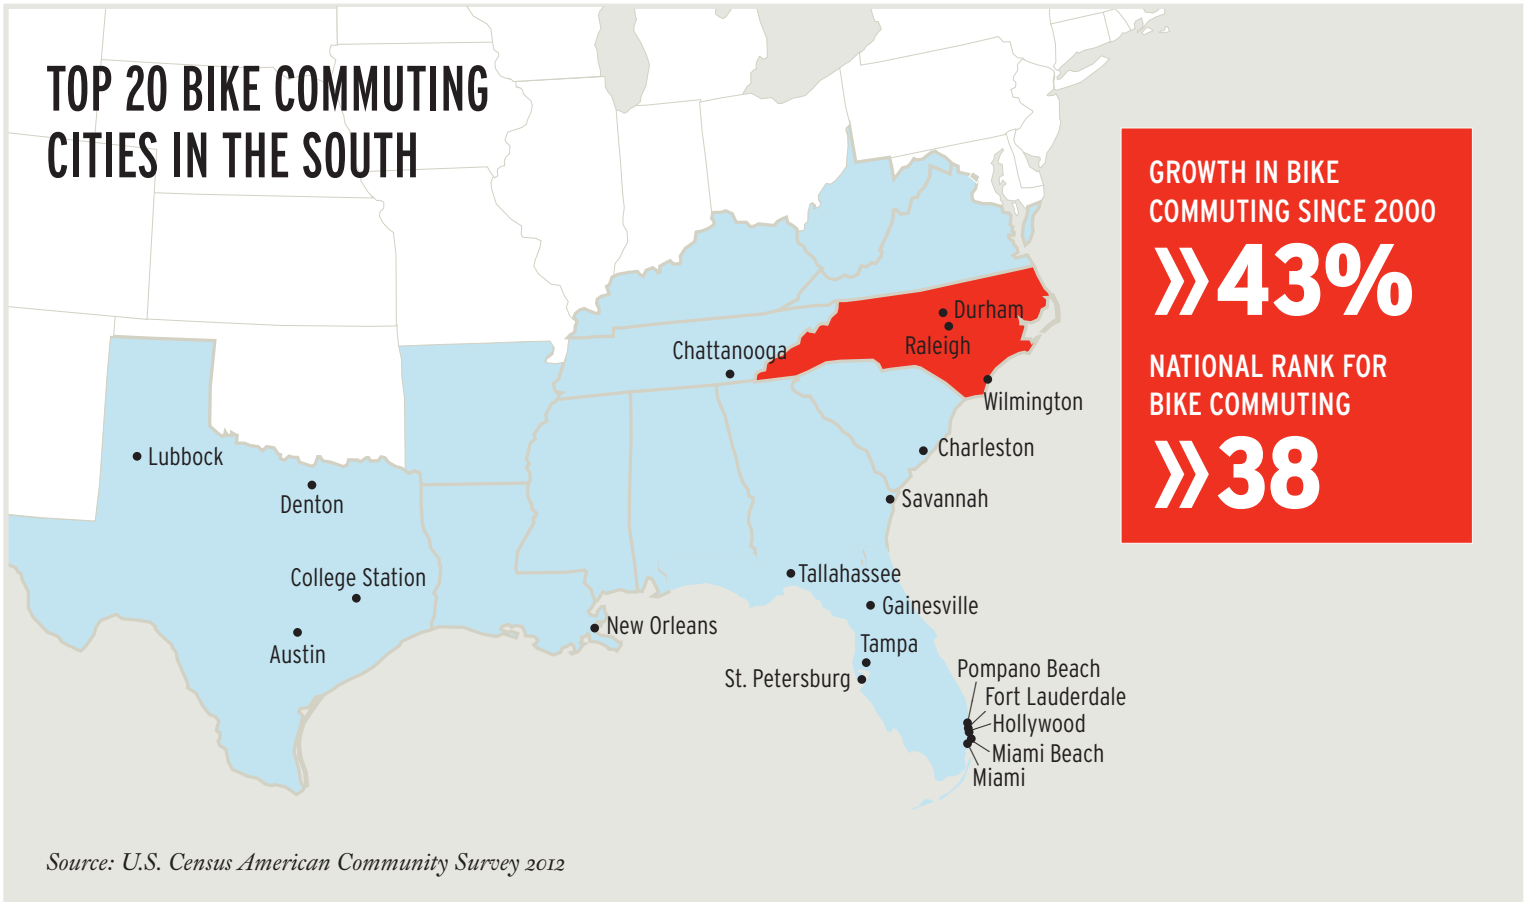 TOP 20 BIKE COMMUTING
CITIES IN THE SOUTH
GROWTH IN BIKE
COMMUTING SINCE 2000
»43%
NATIONAL RANK FOR
BIKE COMMUTING
»38
Durham
Raleigh
Chattanooga
Wilmington
Charleston
Lubbock
Denton
Savannah
College Station
Tallahassee
Gainesville
New Orleans
Austin
Tampa
St. Petersburg
Pompano Beach
Fort Lauderdale
Hollywood
Miami Beach
Miami
Source: U.S. Census American Community Survey 2012